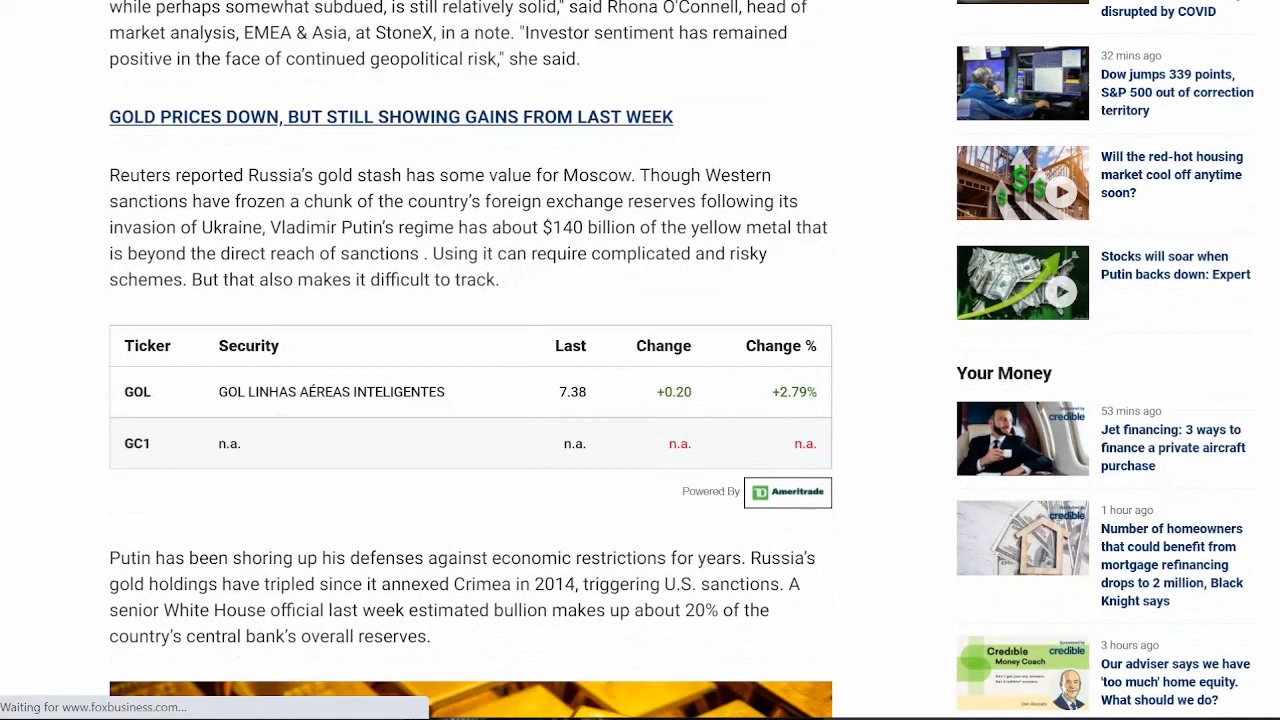 while perhaps somewhat subdued, is still relatively solid," said Rhona O'Connell, head of
market analysis, EMEA & Asia, at StoneX, in a note. "Investor sentiment has remained
positive in the face of continued geopolitical risk," she said.
GOLD PRICES DOWN, BUT STILL SHOWING GAINS FROM LAST WEEK
Reuters reported Russia's gold stash has some value for Moscow. Though Western
sanctions have frozen a chunk of the country's foreign exchange reserves following its
invasion of Ukraine, Vladimir Putin's regime has about $140 billion of the yellow metal that
is beyond the direct reach of sanctions . Using it can require complicated and risky
schemes. But that also makes it difficult to track.
Ticker Security Last Change Change %
GOL GOL LINHAS AEREAS INTELIGENTES 7.38 +0.20 +2.79%
GC1 n.a. n.a. n.a. n.a.
Powered By TD Ameritrade
Putin has been sharing up his defenses against economic restrictions for years. Russia's
gold holdings have tripled since it annexed Crimea in 2014, triggering U.S. sanctions. A
senior White House official last week estimated bullion makes up about 20% of the
country's central bank's overall reserves.
Waiting for www.foxbusiness.com...
disrupted by COVID
32 mins ago
Dow jumps 339 points,
S&P 500 out of correction
territory
Will the red-hot housing
market cool off anytime
soon?
Stocks will soar when
Putin backs down: Expert
Your Money
53 mins ago
Sponsored by
credible
Jet financing: 3 ways to
finance a private aircraft
purchase
1 hour ago
Sponsored by
credible
Number of homeowners
that could benefit from
mortgage refinancing
drops to 2 million, Black
Knight says
3 hours ago
Sponsored by
credible
Credible
Money Coach
Our adviser says we have
'too much' home equity.
What should we do?